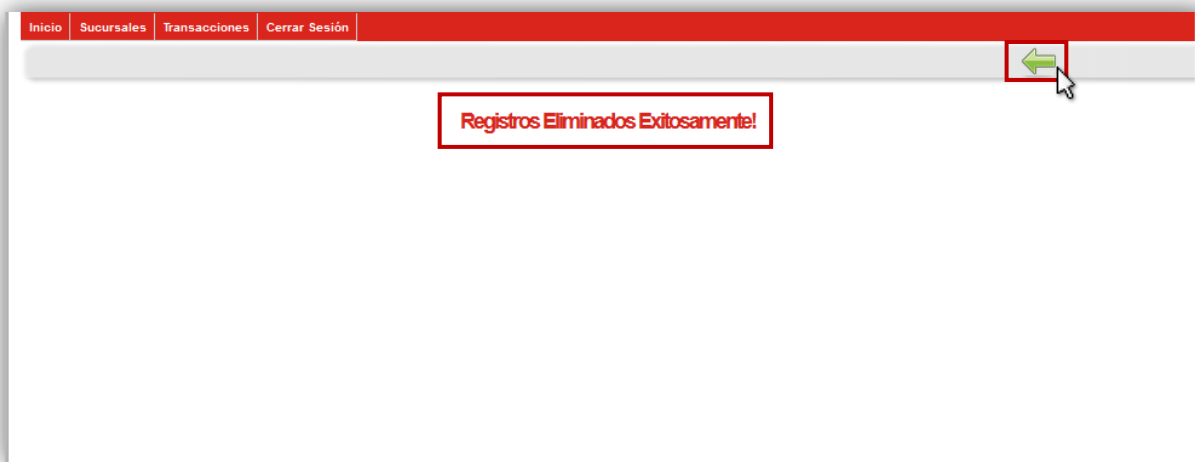 Inicio Sucursales Transacciones Cerrar Sesión
Registros Eliminados Exitosamente!